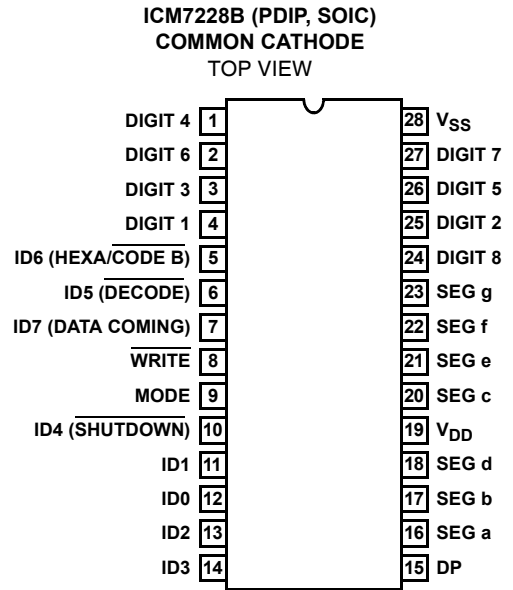 ICM7228B (PDIP, SOIC)
COMMON CATHODE
TOP VIEW
DIGIT 4 1 28 VSS
DIGIT 6 2 27 DIGIT 7
DIGIT 3 3 26 DIGIT 5
DIGIT 1 4 25 DIGIT 2
ID6 (HEXA/CODE B) 5 24 DIGIT 8
ID5 (DECODE) 6 23 SEG g
ID7 (DATA COMING) 7 22 SEG f
WRITE 8 21 SEG e
MODE 9 20 SEG c
ID4 (SHUTDOWN) 10 19 VDD
ID1 11 18 SEG d
ID0 12 17 SEG b
ID2 13 16 SEG a
ID3 14 15 DP